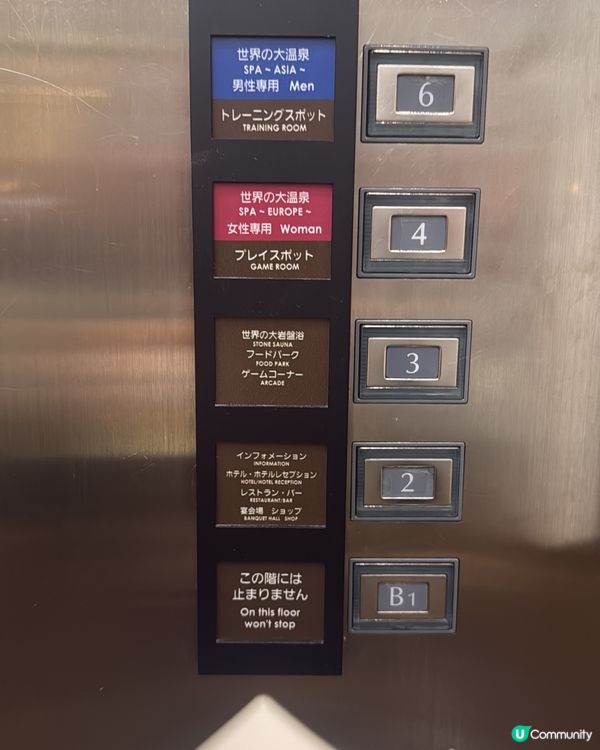 世界の大温泉
SPA ~ ASIA ~
男性専用 Men
トレーニングスポット
TRAINING ROOM
6
世界の大温泉
SPA ~ EUROPE ~
女性専用 Woman
プレイスポット
GAME ROOM
4
世界の大岩盤浴
STONE SAUNA
フードパーク
FOOD PARK
ゲームコーナー
ARCADE
3
インフォメーション
INFORMATION
ホテル・ホテルレセプション
HOTEL/HOTEL RECEPTION
レストラン・バー
RESTAURANT/BAR
宴会場 ショップ
BANQUET HALL SHOP
2
この階には
止まりません
On this floor
won't stop
B1
U Community